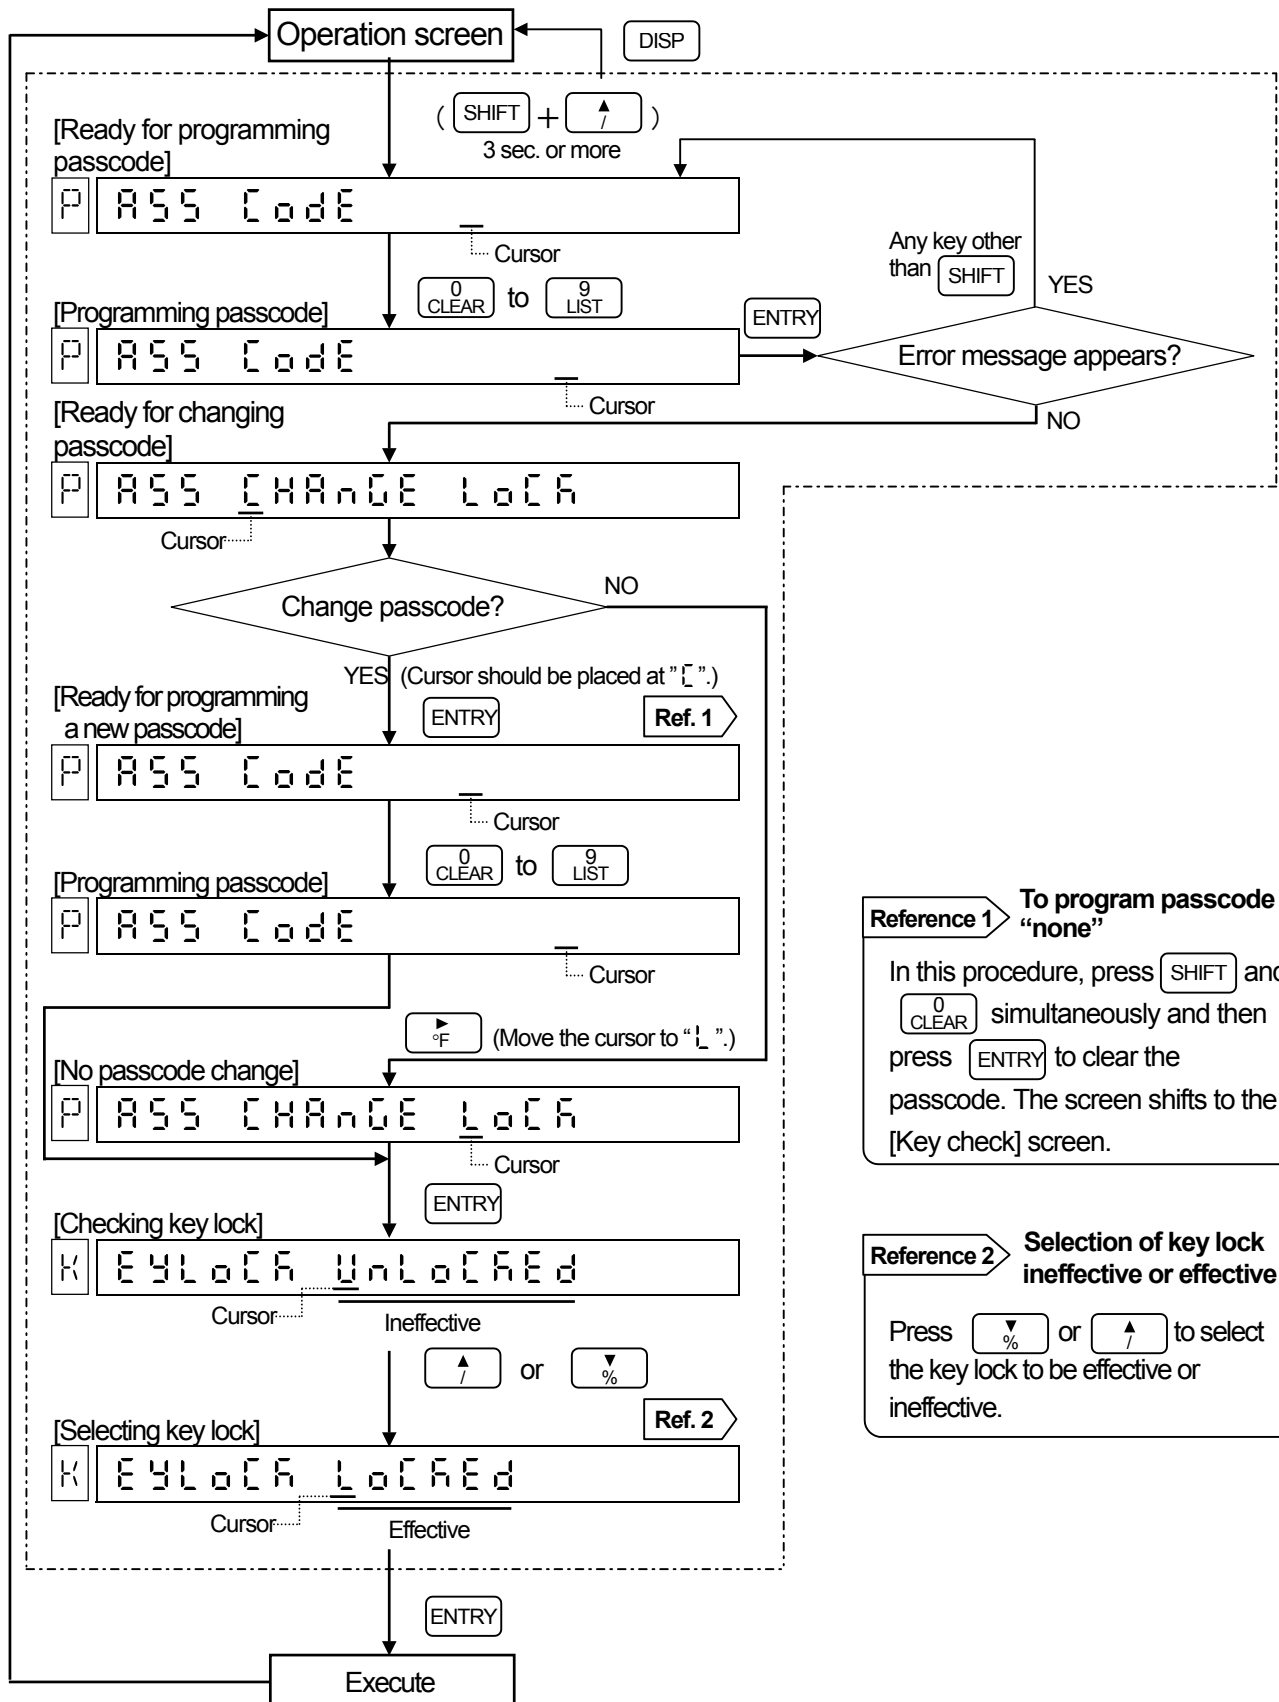 Operation screen
DISP
( SHIFT + ▲ / )
3 sec. or more
[Ready for programming
passcode]
P ASS CodE
Cursor
Any key other
than SHIFT
YES
0 CLEAR to 9 LIST
[Programming passcode]
ENTRY
P ASS CodE
Error message appears?
Cursor
NO
[Ready for changing
passcode]
P ASS CHAnGE LoCK
Cursor
Change passcode?
NO
YES (Cursor should be placed at ” C ”.)
[Ready for programming
a new passcode]
ENTRY
Ref. 1
P ASS CodE
Cursor
0 CLEAR to 9 LIST
[Programming passcode]
P ASS CodE
Cursor
► °F (Move the cursor to “ L ”.)
[No passcode change]
P ASS CHAnGE LoCK
Cursor
ENTRY
[Checking key lock]
K EYLoCK UnLoCKEd
Cursor
Ineffective
▲ / or ▼ %
[Selecting key lock]
Ref. 2
K EYLoCK LoCKEd
Cursor
Effective
ENTRY
Execute
Reference 1
To program passcode
“none”
In this procedure, press SHIFT and
0 CLEAR simultaneously and then
press ENTRY to clear the
passcode. The screen shifts to the
[Key check] screen.
Reference 2
Selection of key lock
ineffective or effective
Press ▼ % or ▲ / to select
the key lock to be effective or
ineffective.